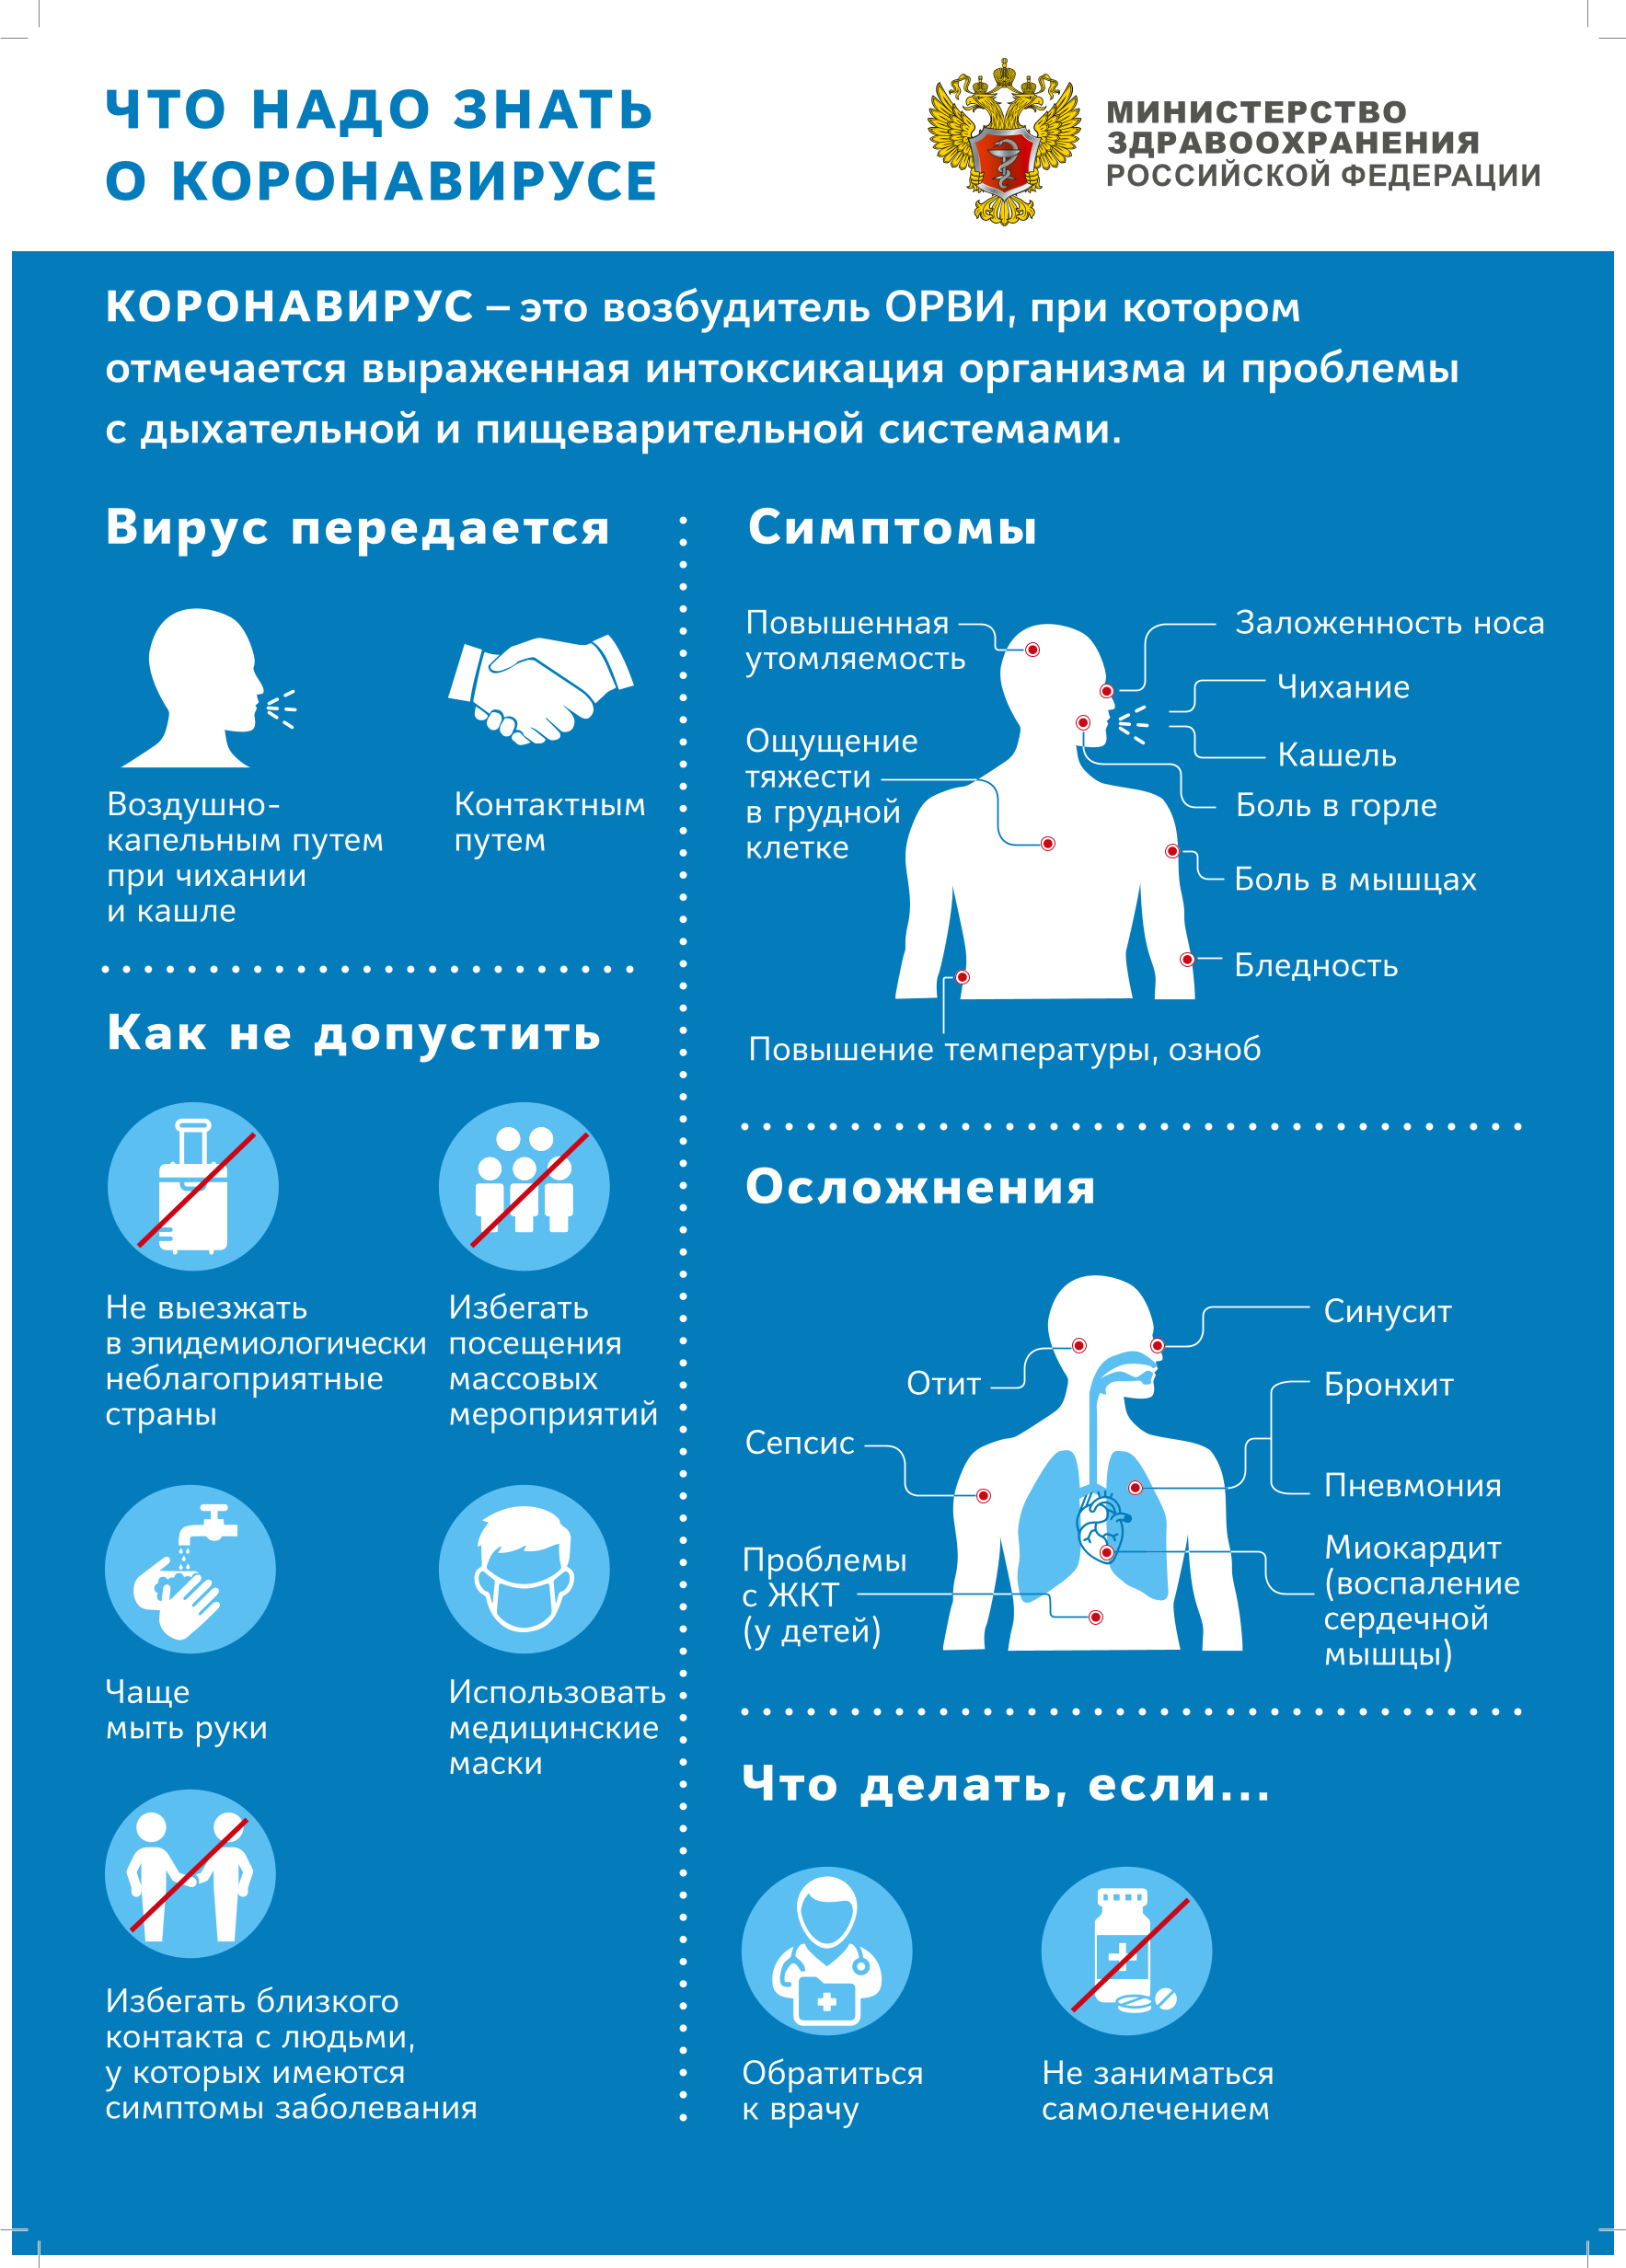 ЧТО НАДО ЗНАТЬ
О КОРОНАВИРУСЕ
МИНИСТЕРСТВО
ЗДРАВООХРАНЕНИЯ
РОССИЙСКОЙ ФЕДЕРАЦИИ
КОРОНАВИРУС – это возбудитель ОРВИ, при котором
отмечается выраженная интоксикация организма и проблемы
с дыхательной и пищеварительной системами.
Вирус передается
Воздушно-
капельным путем
при чихании
и кашле
Контактным
путем
Как не допустить
Не выезжать
в эпидемиологически
неблагоприятные
страны
Избегать
посещения
массовых
мероприятий
Чаще
мыть руки
Использовать
медицинские
маски
Избегать близкого
контакта с людьми,
у которых имеются
симптомы заболевания
Симптомы
Повышенная
утомляемость
Ощущение
тяжести
в грудной
клетке
Заложенность носа
Чихание
Кашель
Боль в горле
Боль в мышцах
Бледность
Повышение температуры, озноб
Осложнения
Отит
Сепсис
Проблемы
с ЖКТ
(у детей)
Синусит
Бронхит
Пневмония
Миокардит
(воспаление
сердечной
мышцы)
Что делать, если...
Обратиться
к врачу
Не заниматься
самолечением